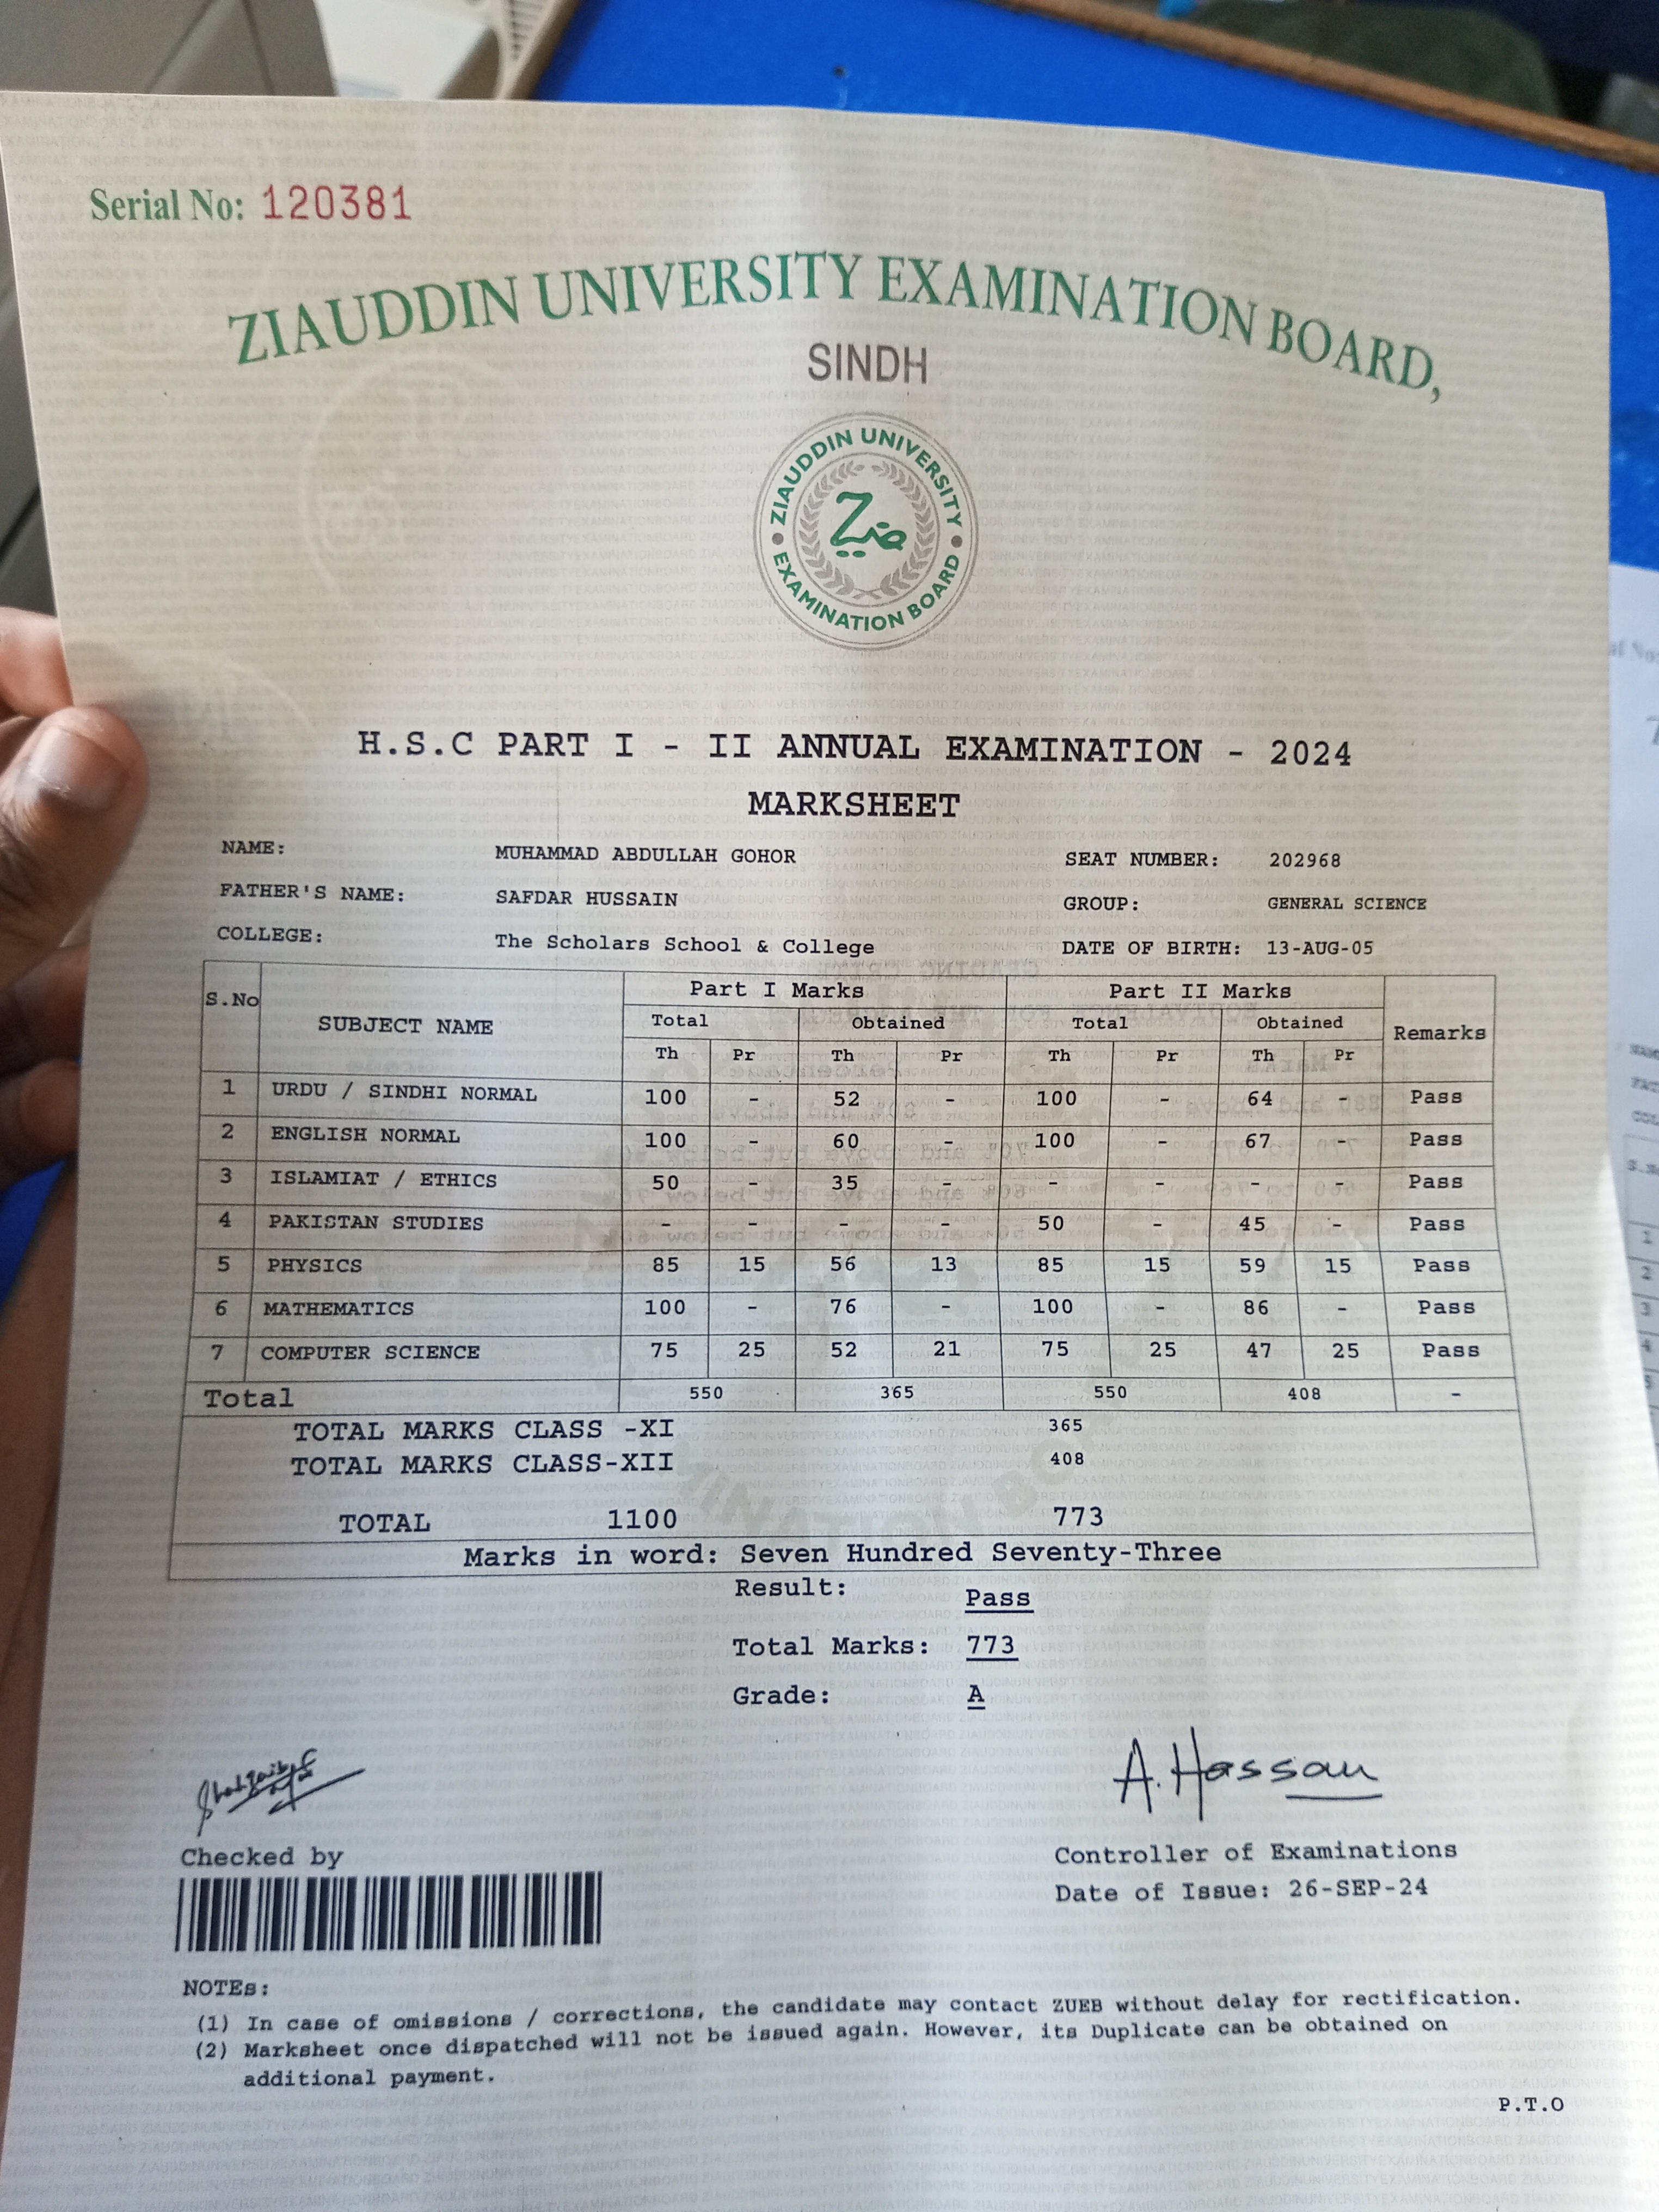 Serial No: 120381
ZIAUDDIN UNIVERSITY EXAMINATION BOARD,
SINDH
ZIAUDDIN UNIVERSITY
EXAMINATION BOARD
H.S.C PART I - II ANNUAL EXAMINATION - 2024
MARKSHEET
NAME: MUHAMMAD ABDULLAH GOHOR SEAT NUMBER: 202968
FATHER'S NAME: SAFDAR HUSSAIN GROUP: GENERAL SCIENCE
COLLEGE: The Scholars School & College DATE OF BIRTH: 13-AUG-05
S.No SUBJECT NAME Part I Marks Part II Marks Remarks
Total Obtained Total Obtained
Th Pr Th Pr Th Pr Th Pr
1 URDU / SINDHI NORMAL 100 - 52 - 100 - 64 - Pass
2 ENGLISH NORMAL 100 - 60 - 100 - 67 - Pass
3 ISLAMIAT / ETHICS 50 - 35 - - - - - Pass
4 PAKISTAN STUDIES - - - - 50 - 45 - Pass
5 PHYSICS 85 15 56 13 85 15 59 15 Pass
6 MATHEMATICS 100 - 76 - 100 - 86 - Pass
7 COMPUTER SCIENCE 75 25 52 21 75 25 47 25 Pass
Total 550 365 550 408 -
TOTAL MARKS CLASS -XI 365
TOTAL MARKS CLASS-XII 408
TOTAL 1100 773
Marks in word: Seven Hundred Seventy-Three
Result: Pass
Total Marks: 773
Grade: A
A. Hassan
Checked by
Controller of Examinations
Date of Issue: 26-SEP-24
NOTEs:
(1) In case of omissions / corrections, the candidate may contact ZUEB without delay for rectification.
(2) Marksheet once dispatched will not be issued again. However, its Duplicate can be obtained on
additional payment.
P.T.O